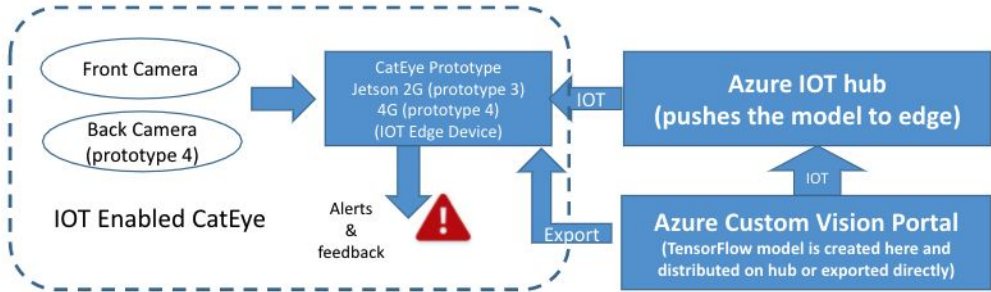 Front Camera
Back Camera
(prototype 4)
IOT Enabled CatEye
CatEye Prototype
Jetson 2G (prototype 3)
4G (prototype 4)
(IOT Edge Device)
Alerts
&
feedback
IOT
Azure IOT hub
(pushes the model to edge)
IOT
Export
Azure Custom Vision Portal
(TensorFlow model is created here and
distributed on hub or exported directly)